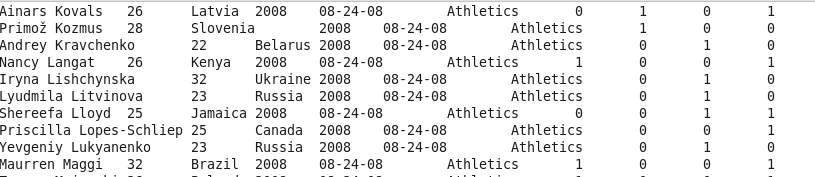 Ainars Kovals 26 Latvia 2008 08-24-08 Athletics 0 1 0 1
Primož Kozmus 28 Slovenia 2008 08-24-08 Athletics 1 0 0
Andrey Kravchenko 22 Belarus 2008 08-24-08 Athletics 0 1 0
Nancy Langat 26 Kenya 2008 08-24-08 Athletics 1 0 0 1
Iryna Lishchynska 32 Ukraine 2008 08-24-08 Athletics 0 1 0
Lyudmila Litvinova 23 Russia 2008 08-24-08 Athletics 0 1 0
Shereefa Lloyd 25 Jamaica 2008 08-24-08 Athletics 0 0 1 1
Priscilla Lopes-Schliep 25 Canada 2008 08-24-08 Athletics 0 0 1
Yevgeniy Lukyanenko 23 Russia 2008 08-24-08 Athletics 0 1 0
Maurren Maggi 32 Brazil 2008 08-24-08 Athletics 1 0 0 1